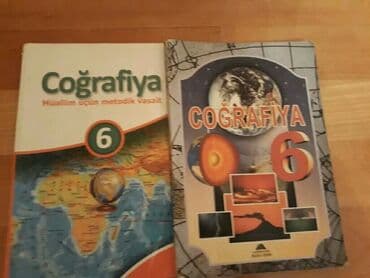 Coğrafiya
Müəllim üçün metodik vəsait
6
COĞRAFİYA
6